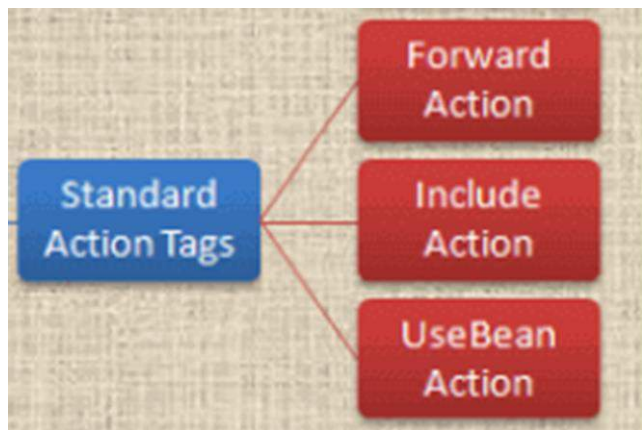 Forward
Action
Standard
Action Tags
Include
Action
UseBean
Action